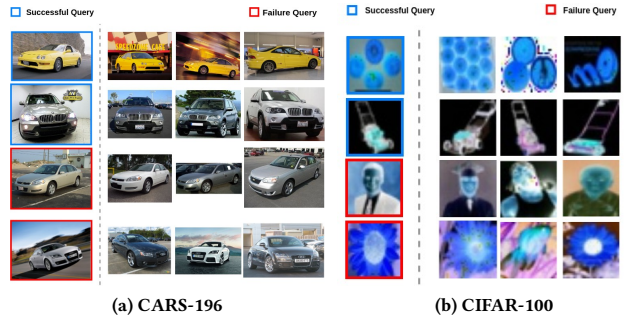 Successful Query
Failure Query
Successful Query
Failure Query
(a) CARS-196
(b) CIFAR-100